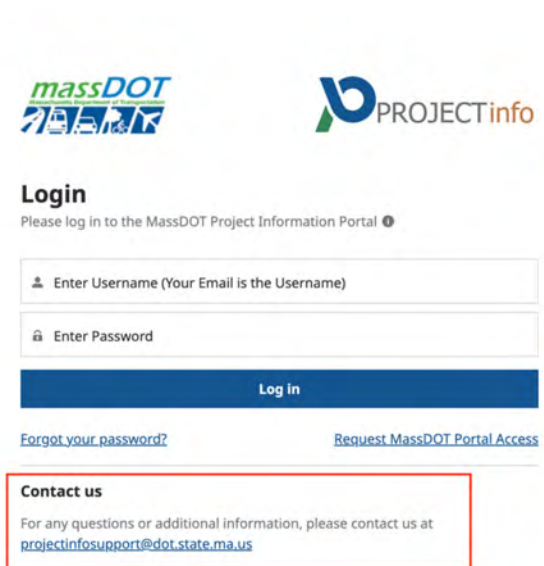 massDOT
Massachusetts Department of Transportation
PROJECTinfo
Login
Please log in to the MassDOT Project Information Portal
Enter Username (Your Email is the Username)
Enter Password
Log in
Forgot your password? Request MassDOT Portal Access
Contact us
For any questions or additional information, please contact us at
projectinfosupport@dot.state.ma.us